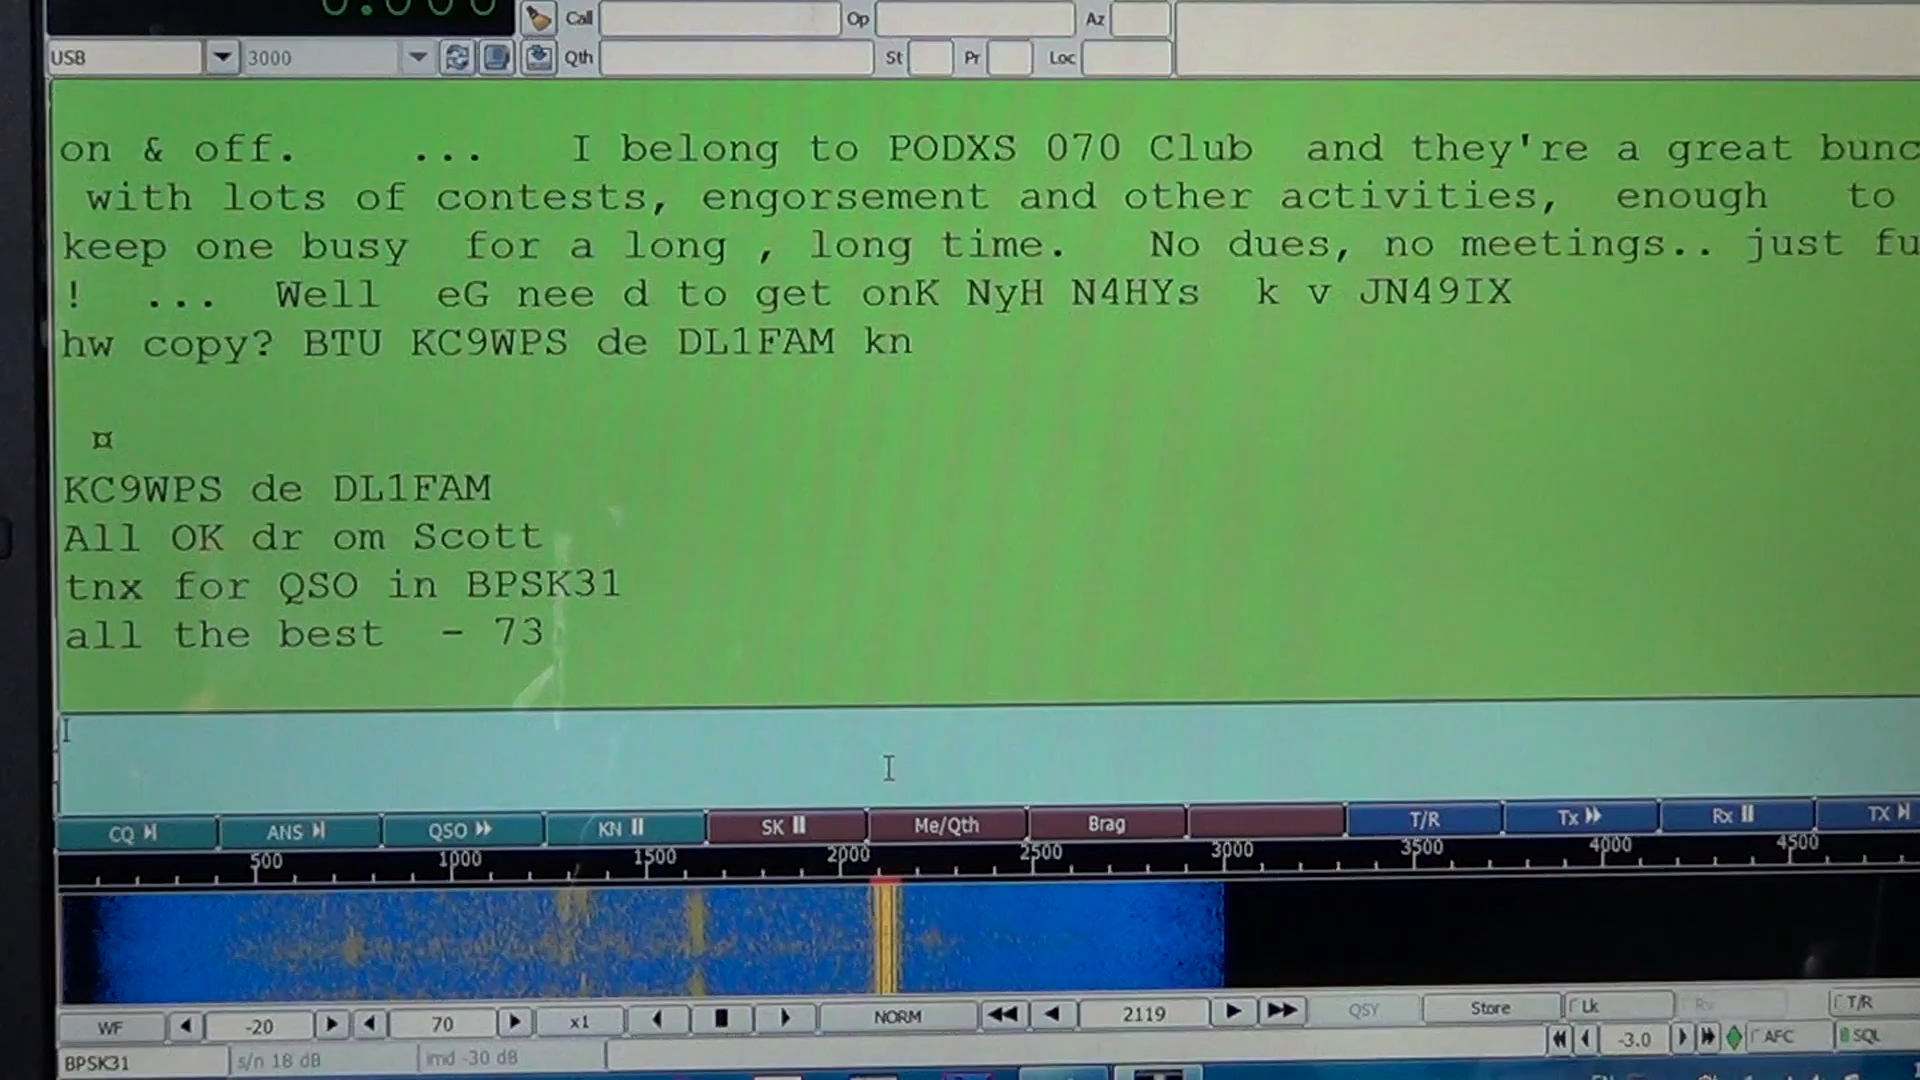 Call Op Az
USB 3000 Qth St Pr Loc
on & off. ... I belong to PODXS 070 Club and they're a great bunc
with lots of contests, engorsement and other activities, enough to
keep one busy for a long , long time. No dues, no meetings.. just fu
! ... Well eG nee d to get onK NyH N4HYs k v JN49IX
hw copy? BTU KC9WPS de DL1FAM kn
¤
KC9WPS de DL1FAM
All OK dr om Scott
tnx for QSO in BPSK31
all the best - 73
CQ ANS QSO KN SK Me/Qth Brag T/R Tx Rx TX
500 1000 1500 2000 2500 3000 3500 4000 4500
WF -20 70 x1 NORM 2119 QSY Store Lk Rv T/R
BPSK31 s/n 18 dB imd -30 dB -3.0 AFC SQL